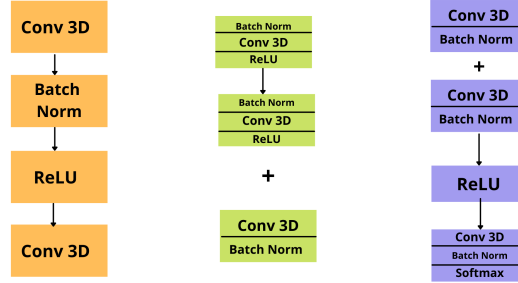 Conv 3D
Batch
Norm
ReLU
Conv 3D
Batch Norm
Conv 3D
ReLU
Batch Norm
Conv 3D
ReLU
+
Conv 3D
Batch Norm
Conv 3D
Batch Norm
+
Conv 3D
Batch Norm
ReLU
Conv 3D
Batch Norm
Softmax